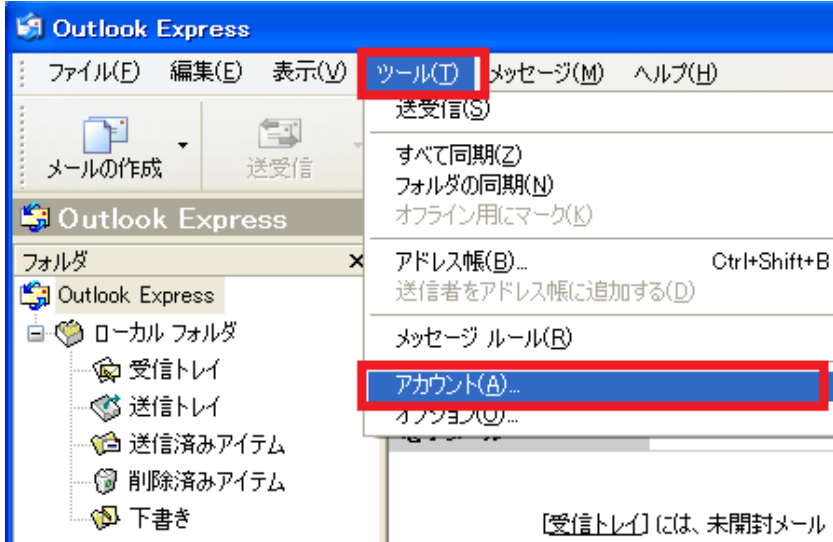 Outlook Express
ファイル(F) 編集(E) 表示(V) ツール(T) メッセージ(M) ヘルプ(H)
メールの作成 送受信
送受信(S)
すべて同期(Z)
フォルダの同期(N)
オフライン用にマーク(K)
アドレス帳(B)... Ctrl+Shift+B
送信者をアドレス帳に追加する(D)
メッセージ ルール(R)
アカウント(A)...
オプション(O)...
Outlook Express
フォルダ ×
Outlook Express
ローカル フォルダ
受信トレイ
送信トレイ
送信済みアイテム
削除済みアイテム
下書き
[受信トレイ] には、未開封メール